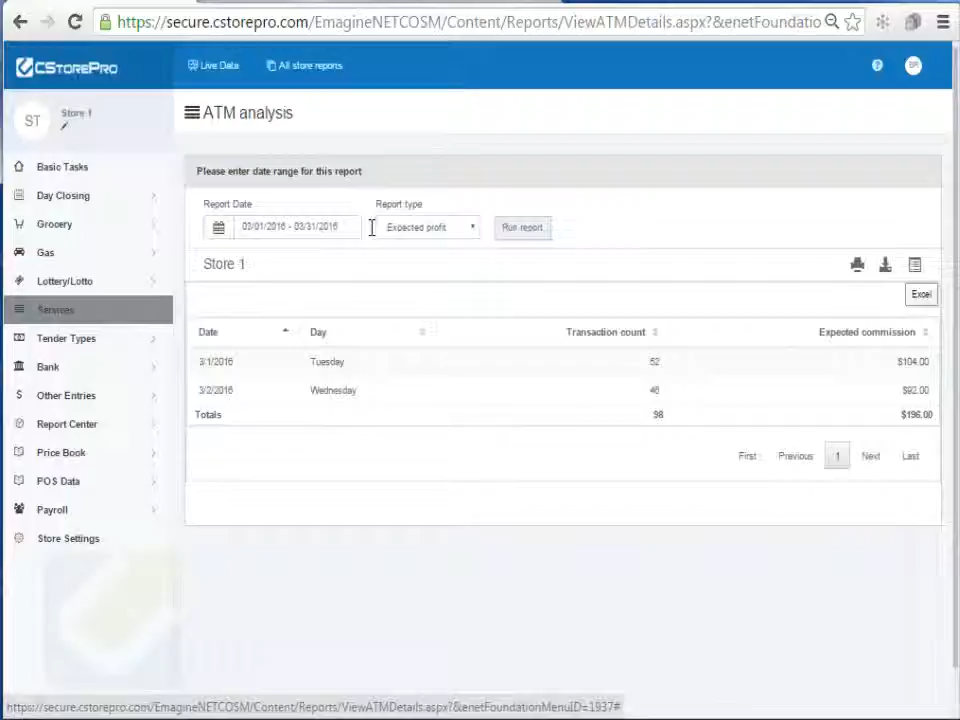 https://secure.cstorepro.com/EmagineNETCOSM/Content/Reports/ViewATMDetails.aspx?&enetFoundatio
CSTOREPRO
Live Data
All store reports
?
BR
ST
Store 1
ATM analysis
Basic Tasks
Day Closing
Grocery
Gas
Lottery/Lotto
Services
Tender Types
Bank
Other Entries
Report Center
Price Book
POS Data
Payroll
Store Settings
Please enter date range for this report
Report Date
Report type
03/01/2016 - 03/31/2016
Expected profit
Run report
Store 1
Excel
Date Day Transaction count Expected commission
3/1/2016 Tuesday 52 $104.00
3/2/2016 Wednesday 46 $92.00
Totals 98 $196.00
First Previous 1 Next Last
https://secure.cstorepro.com/EmagineNETCOSM/Content/Reports/ViewATMDetails.aspx?&enetFoundationMenuID=1937#